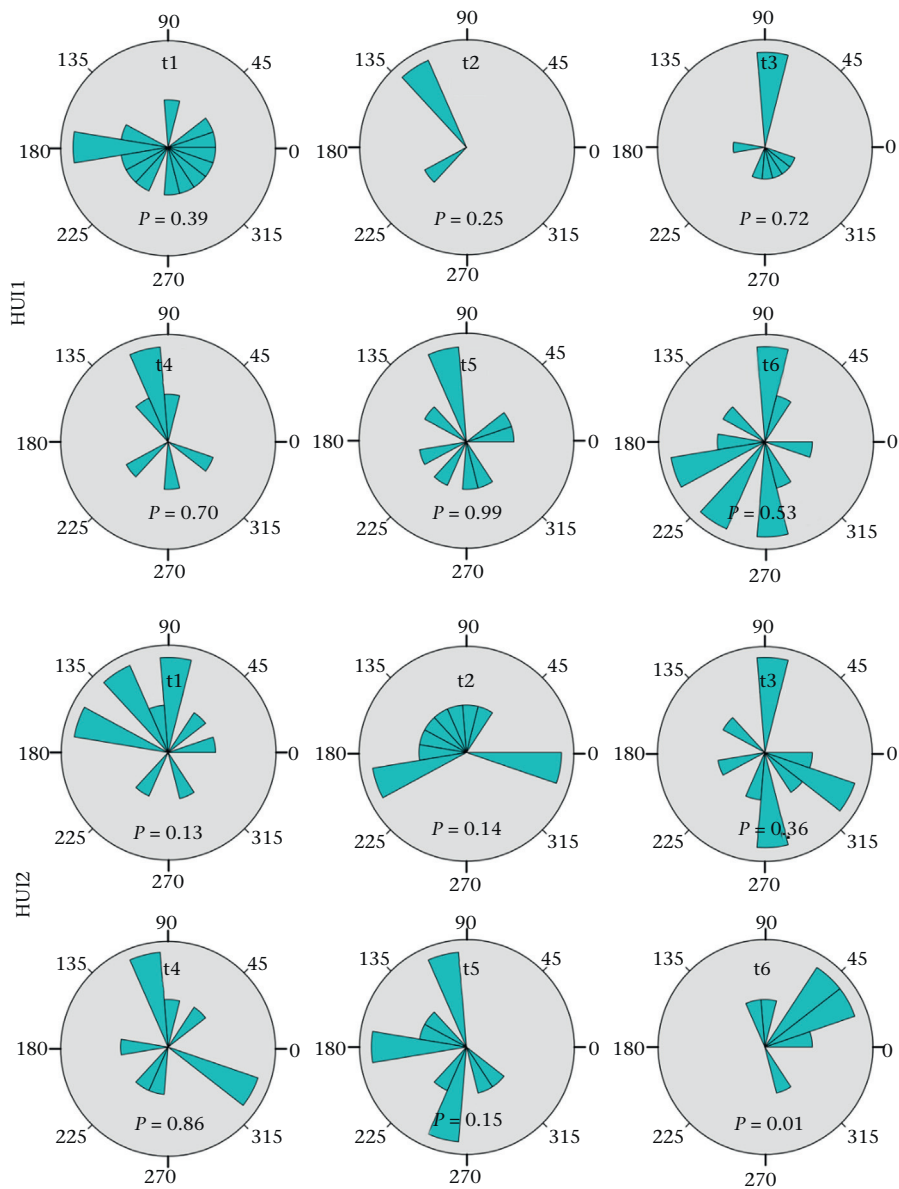 HUI1
90
135 45
t1
180 0
P = 0.39
225 315
270
90
135 45
t2
180 0
P = 0.25
225 315
270
90
135 45
t3
180 0
P = 0.72
225 315
270
90
135 45
t4
180 0
P = 0.70
225 315
270
90
135 45
t5
180 0
P = 0.99
225 315
270
90
135 45
t6
180 0
P = 0.53
225 315
270
HUI2
90
135 45
t1
180 0
P = 0.13
225 315
270
90
135 45
t2
180 0
P = 0.14
225 315
270
90
135 45
t3
180 0
P = 0.36
225 315
270
90
135 45
t4
180 0
P = 0.86
225 315
270
90
135 45
t5
180 0
P = 0.15
225 315
270
90
135 45
t6
180 0
P = 0.01
225 315
270